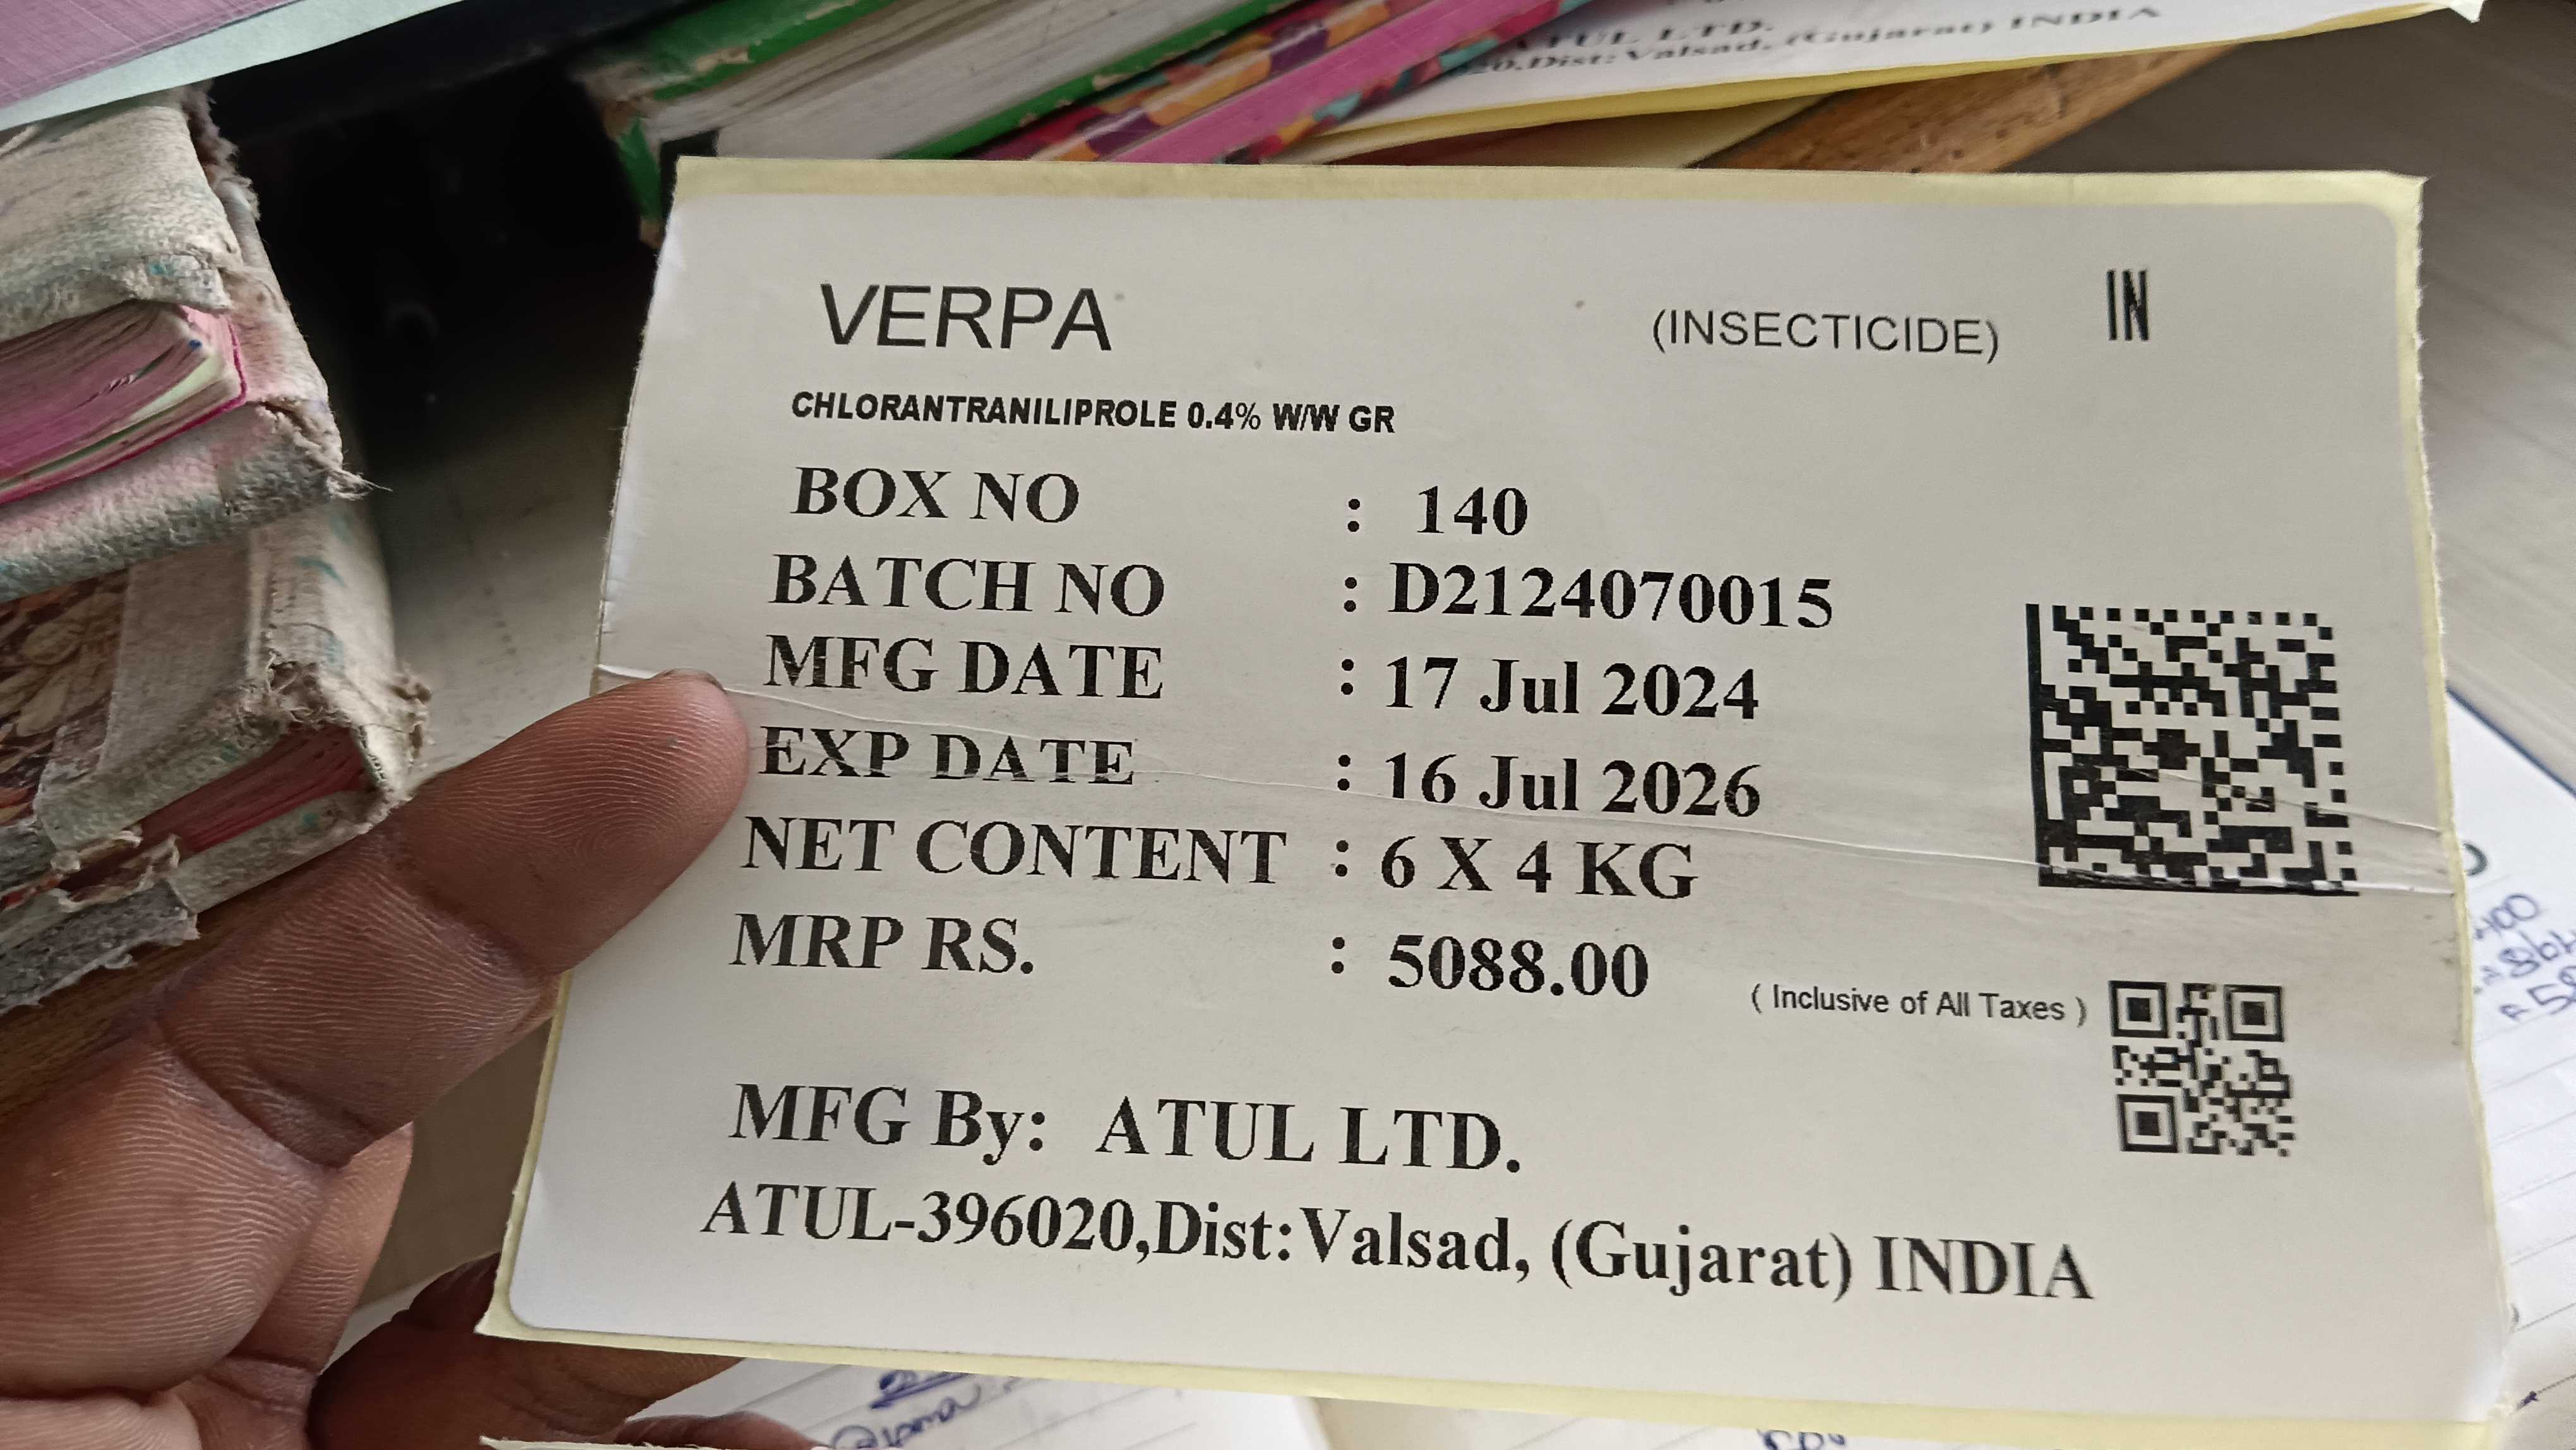 ATUL LTD.
Dist: Valsad, (Gujarat) INDIA
VERPA
(INSECTICIDE)
IN
CHLORANTRANILIPROLE 0.4% W/W GR
BOX NO : 140
BATCH NO : D2124070015
MFG DATE : 17 Jul 2024
EXP DATE : 16 Jul 2026
NET CONTENT : 6 X 4 KG
MRP RS. : 5088.00
( Inclusive of All Taxes )
MFG By: ATUL LTD.
ATUL-396020,Dist:Valsad, (Gujarat) INDIA